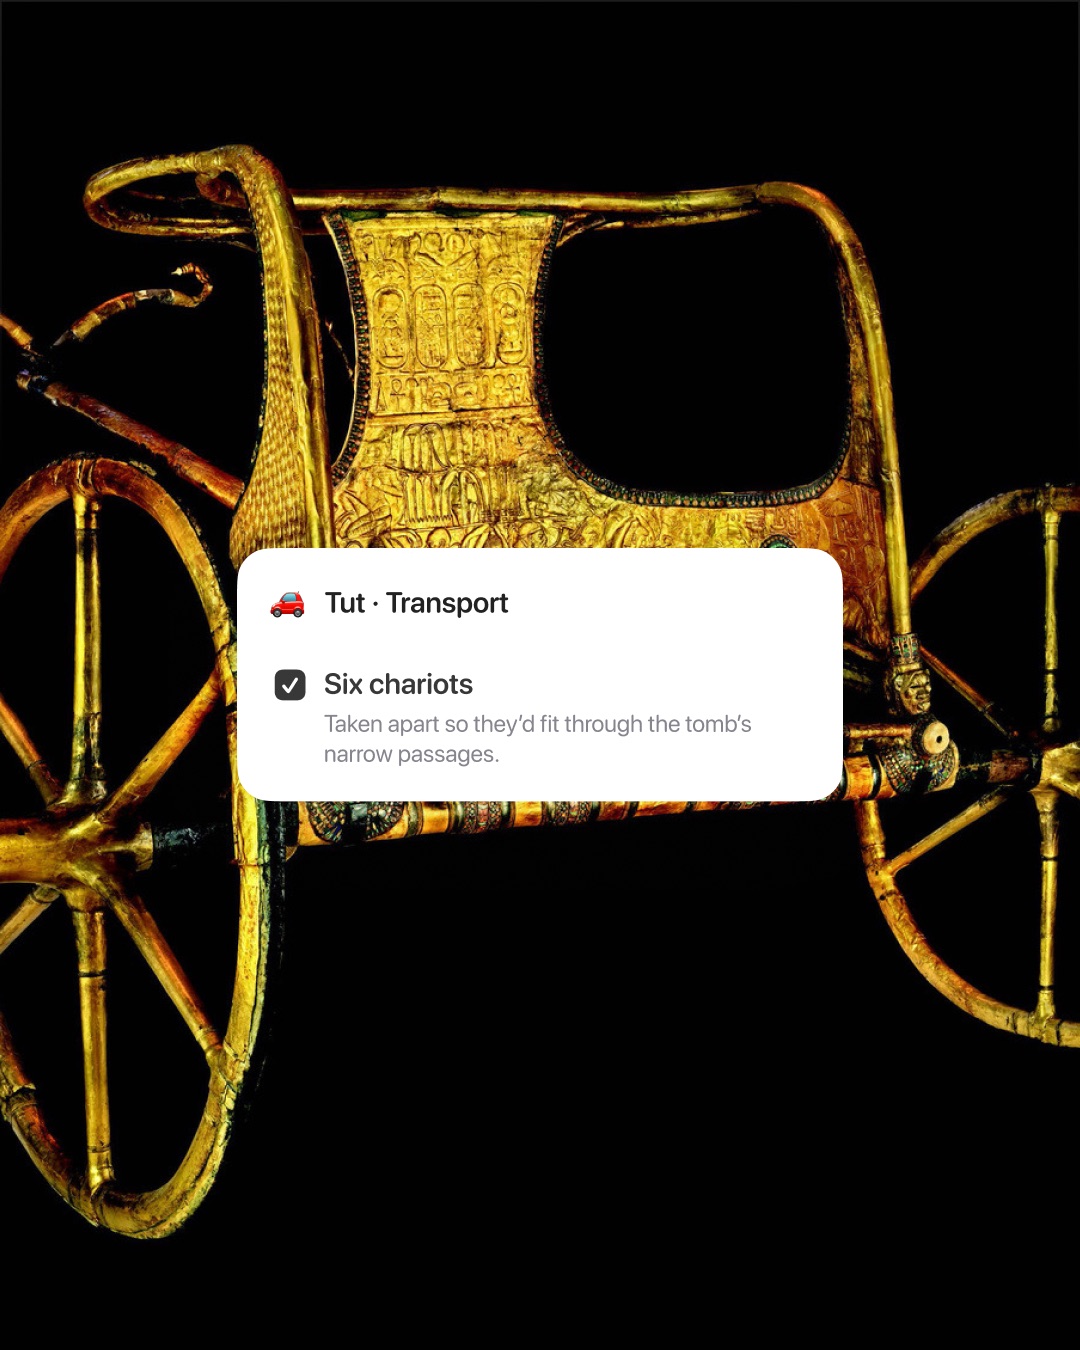 🚗 Tut · Transport
Six chariots
Taken apart so they’d fit through the tomb’s
narrow passages.